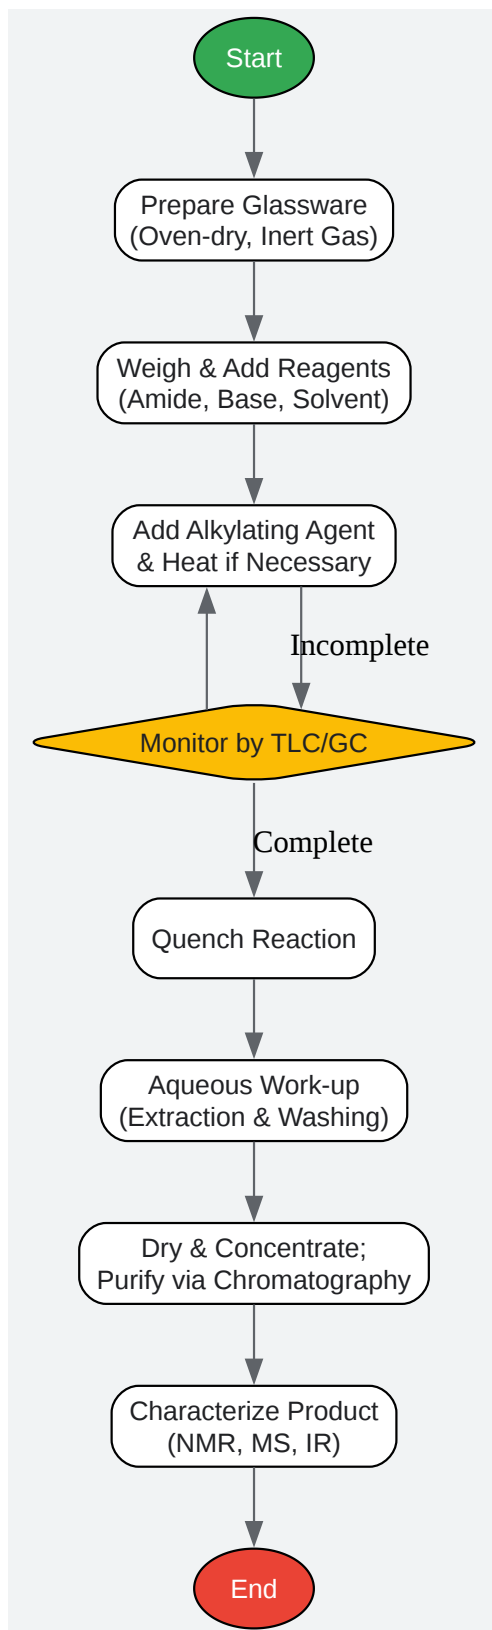 Start
Prepare Glassware
(Oven-dry, Inert Gas)
Weigh & Add Reagents
(Amide, Base, Solvent)
Add Alkylating Agent
& Heat if Necessary
Incomplete
Monitor by TLC/GC
Complete
Quench Reaction
Aqueous Work-up
(Extraction & Washing)
Dry & Concentrate;
Purify via Chromatography
Characterize Product
(NMR, MS, IR)
End